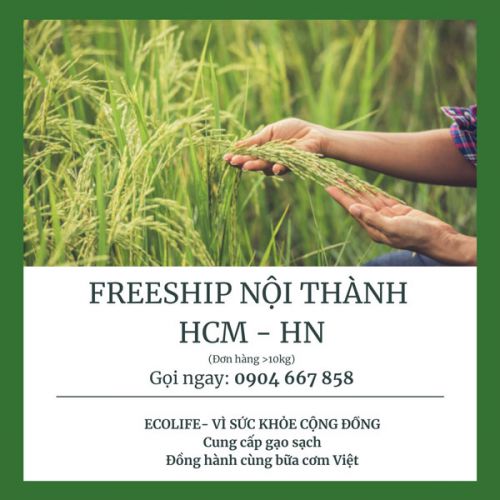 FREESHIP NỘI THÀNH
HCM - HN
(Đơn hàng >10kg)
Gọi ngay: 0904 667 858
ECOLIFE- VÌ SỨC KHỎE CỘNG ĐỒNG
Cung cấp gạo sạch
Đồng hành cùng bữa cơm Việt